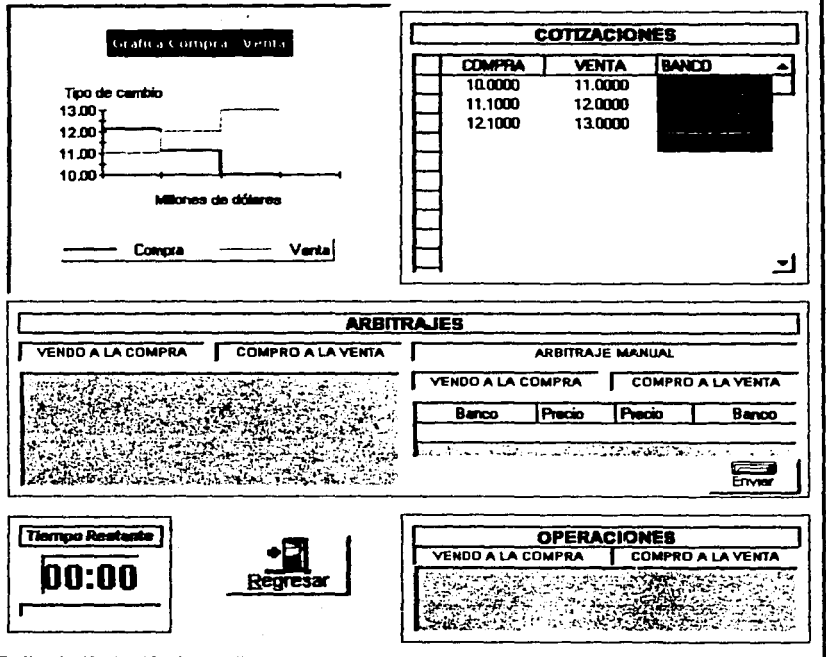 Gráfica Compra - Venta
Tipo de cambio
13.00
12.00
11.00
10.00
Millones de dólares
Compra Venta
COTIZACIONES
COMPRA VENTA BANCO
10.0000 11.0000
11.1000 12.0000
12.1000 13.0000
ARBITRAJES
VENDO A LA COMPRA COMPRO A LA VENTA
ARBITRAJE MANUAL
VENDO A LA COMPRA COMPRO A LA VENTA
Banco Precio Precio Banco
Enviar
Tiempo Restante
00:00
Regresar
OPERACIONES
VENDO A LA COMPRA COMPRO A LA VENTA